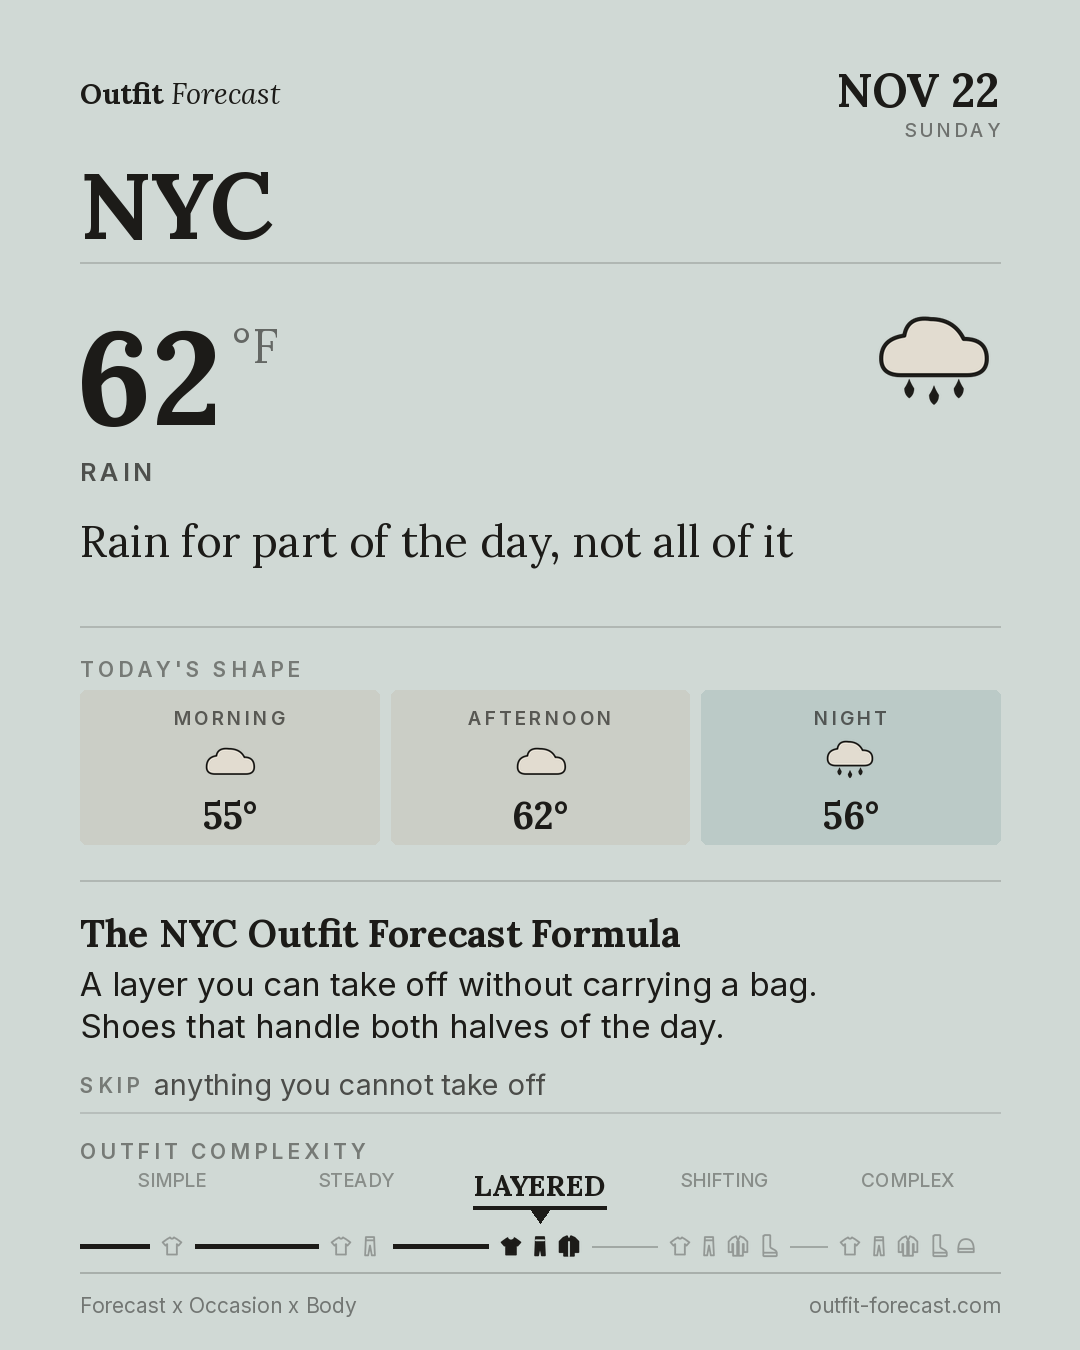 Outfit Forecast
NOV 22
SUNDAY
NYC
62 °F
RAIN
Rain for part of the day, not all of it
TODAY'S SHAPE
MORNING
55°
AFTERNOON
62°
NIGHT
56°
The NYC Outfit Forecast Formula
A layer you can take off without carrying a bag.
Shoes that handle both halves of the day.
SKIP anything you cannot take off
OUTFIT COMPLEXITY
SIMPLE STEADY LAYERED SHIFTING COMPLEX
Forecast x Occasion x Body
outfit-forecast.com